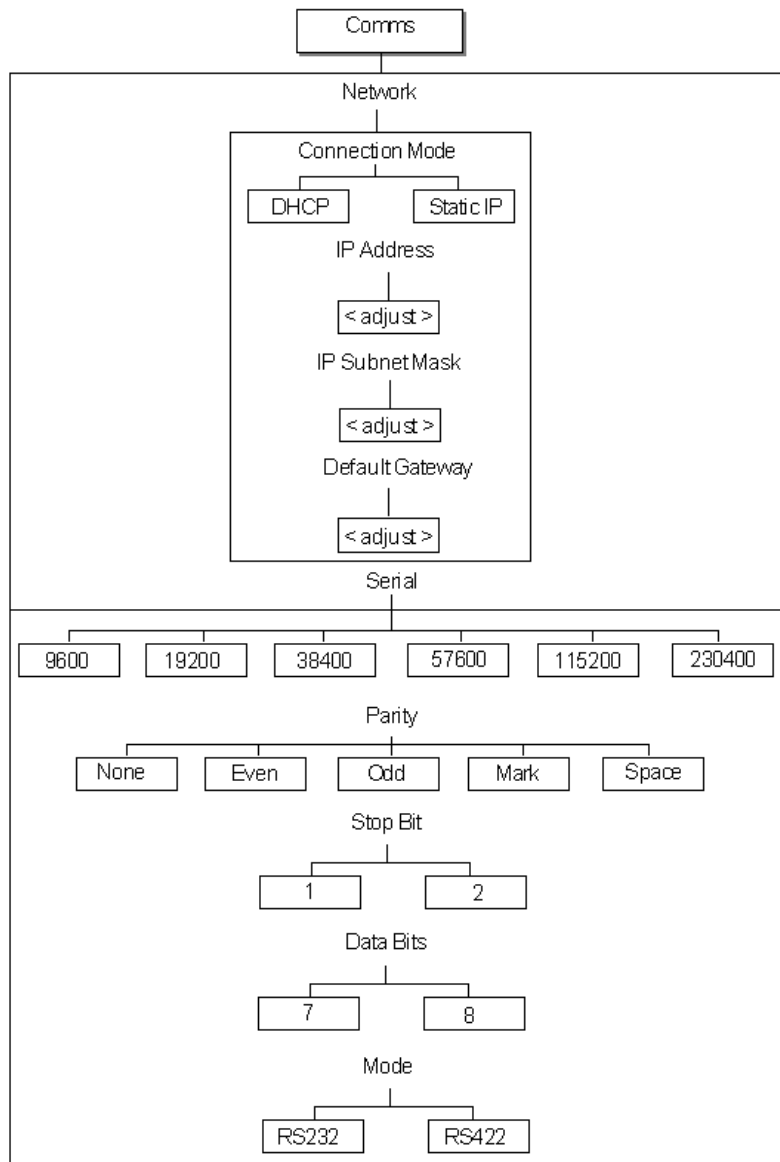 Comms
Network
Connection Mode
DHCP Static IP
IP Address
< adjust >
IP Subnet Mask
< adjust >
Default Gateway
< adjust >
Serial
9600 19200 38400 57600 115200 230400
Parity
None Even Odd Mark Space
Stop Bit
1 2
Data Bits
7 8
Mode
RS232 RS422